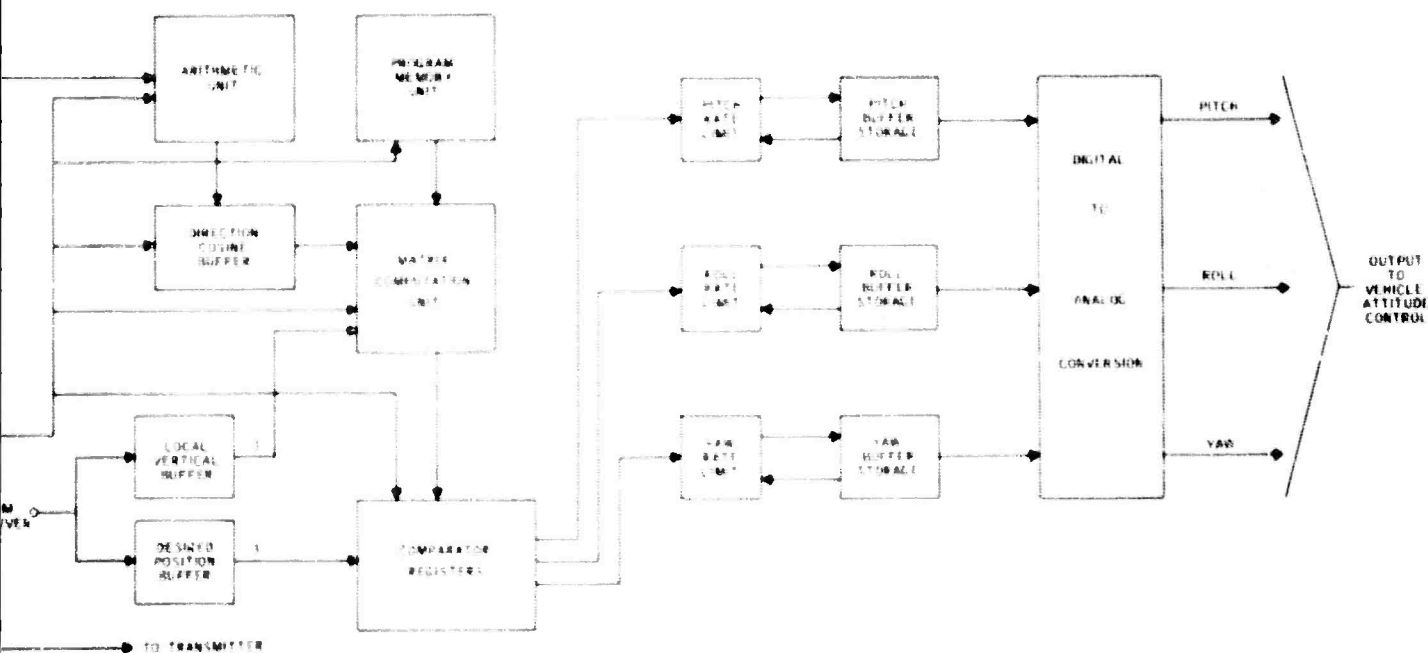 ARITHMETIC
UNIT
PROGRAM
MEMORY
UNIT
DIRECTION
COSINE
BUFFER
MATRIX
COMPUTATION
UNIT
LOCAL
VERTICAL
BUFFER
3
DESIRED
POSITION
BUFFER
3
COMPARATOR
REGISTERS
TO TRANSMITTER
PITCH
RATE
LIMIT
PITCH
BUFFER
STORAGE
ROLL
RATE
LIMIT
ROLL
BUFFER
STORAGE
YAW
RATE
LIMIT
YAW
BUFFER
STORAGE
DIGITAL
TO
ANALOG
CONVERSION
PITCH
ROLL
YAW
OUTPUT
TO
VEHICLE
ATTITUDE
CONTROL